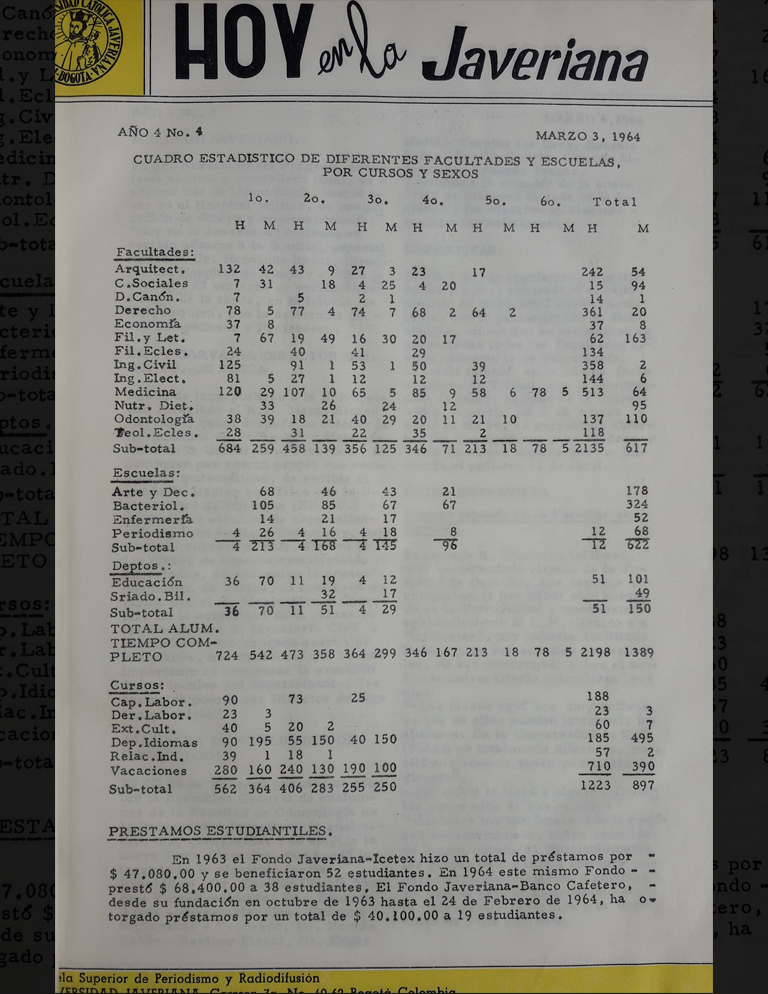 HOY en la Javeriana
AÑO 4 No. 4 MARZO 3, 1964
CUADRO ESTADISTICO DE DIFERENTES FACULTADES Y ESCUELAS,
POR CURSOS Y SEXOS
1o. 2o. 3o. 4o. 5o. 6o. Total
H M H M H M H M H M H M H M
Facultades:
Arquitect. 132 42 43 9 27 3 23 17 242 54
C.Sociales 7 31 18 4 25 4 20 15 94
D.Canón. 7 5 2 1 14 1
Derecho 78 5 77 4 74 7 68 2 64 2 361 20
Economía 37 8 37 8
Fil.y Let. 7 67 19 49 16 30 20 17 62 163
Fil.Ecles. 24 40 41 29 134
Ing.Civil 125 91 1 53 1 50 39 358 2
Ing.Elect. 81 5 27 1 12 12 12 144 6
Medicina 120 29 107 10 65 5 85 9 58 6 78 5 513 64
Nutr. Diet. 33 26 24 12 95
Odontología 38 39 18 21 40 29 20 11 21 10 137 110
Teol.Ecles. 28 31 22 35 2 118
Sub-total 684 259 458 139 356 125 346 71 213 18 78 5 2135 617
Escuelas:
Arte y Dec. 68 46 43 21 178
Bacteriol. 105 85 67 67 324
Enfermería 14 21 17 52
Periodismo 4 26 4 16 4 18 8 12 68
Sub-total 4 213 4 168 4 145 96 12 622
Deptos.:
Educación 36 70 11 19 4 12 51 101
Sriado.Bil. 32 17 49
Sub-total 36 70 11 51 4 29 51 150
TOTAL ALUM.
TIEMPO COM-
PLETO 724 542 473 358 364 299 346 167 213 18 78 5 2198 1389
Cursos:
Cap.Labor. 90 73 25 188
Der.Labor. 23 3 23 3
Ext.Cult. 40 5 20 2 60 7
Dep.Idiomas 90 195 55 150 40 150 185 495
Relac.Ind. 39 1 18 1 57 2
Vacaciones 280 160 240 130 190 100 710 390
Sub-total 562 364 406 283 255 250 1223 897
PRESTAMOS ESTUDIANTILES.
En 1963 el Fondo Javeriana-Icetex hizo un total de préstamos por -
$ 47.080.00 y se beneficiaron 52 estudiantes. En 1964 este mismo Fondo - -
prestó $ 68.400.00 a 38 estudiantes. El Fondo Javeriana-Banco Cafetero, -
desde su fundación en octubre de 1963 hasta el 24 de Febrero de 1964, ha o-
torgado préstamos por un total de $ 40.100.00 a 19 estudiantes.
ela Superior de Periodismo y Radiodifusión